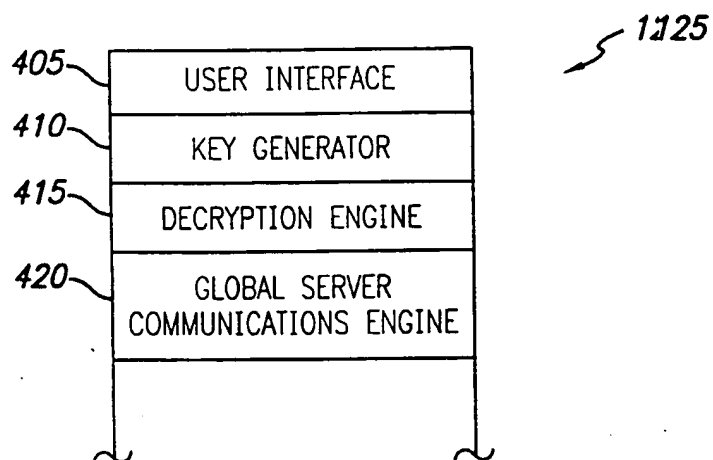 1125
405 USER INTERFACE
410 KEY GENERATOR
415 DECRYPTION ENGINE
420 GLOBAL SERVER
COMMUNICATIONS ENGINE